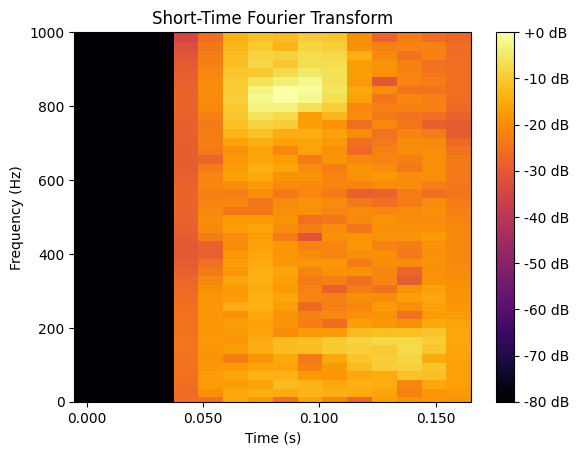 Short-Time Fourier Transform
1000
800
600
400
200
0
Frequency (Hz)
0.000
0.050
0.100
0.150
Time (s)
+0 dB
-10 dB
-20 dB
-30 dB
-40 dB
-50 dB
-60 dB
-70 dB
-80 dB